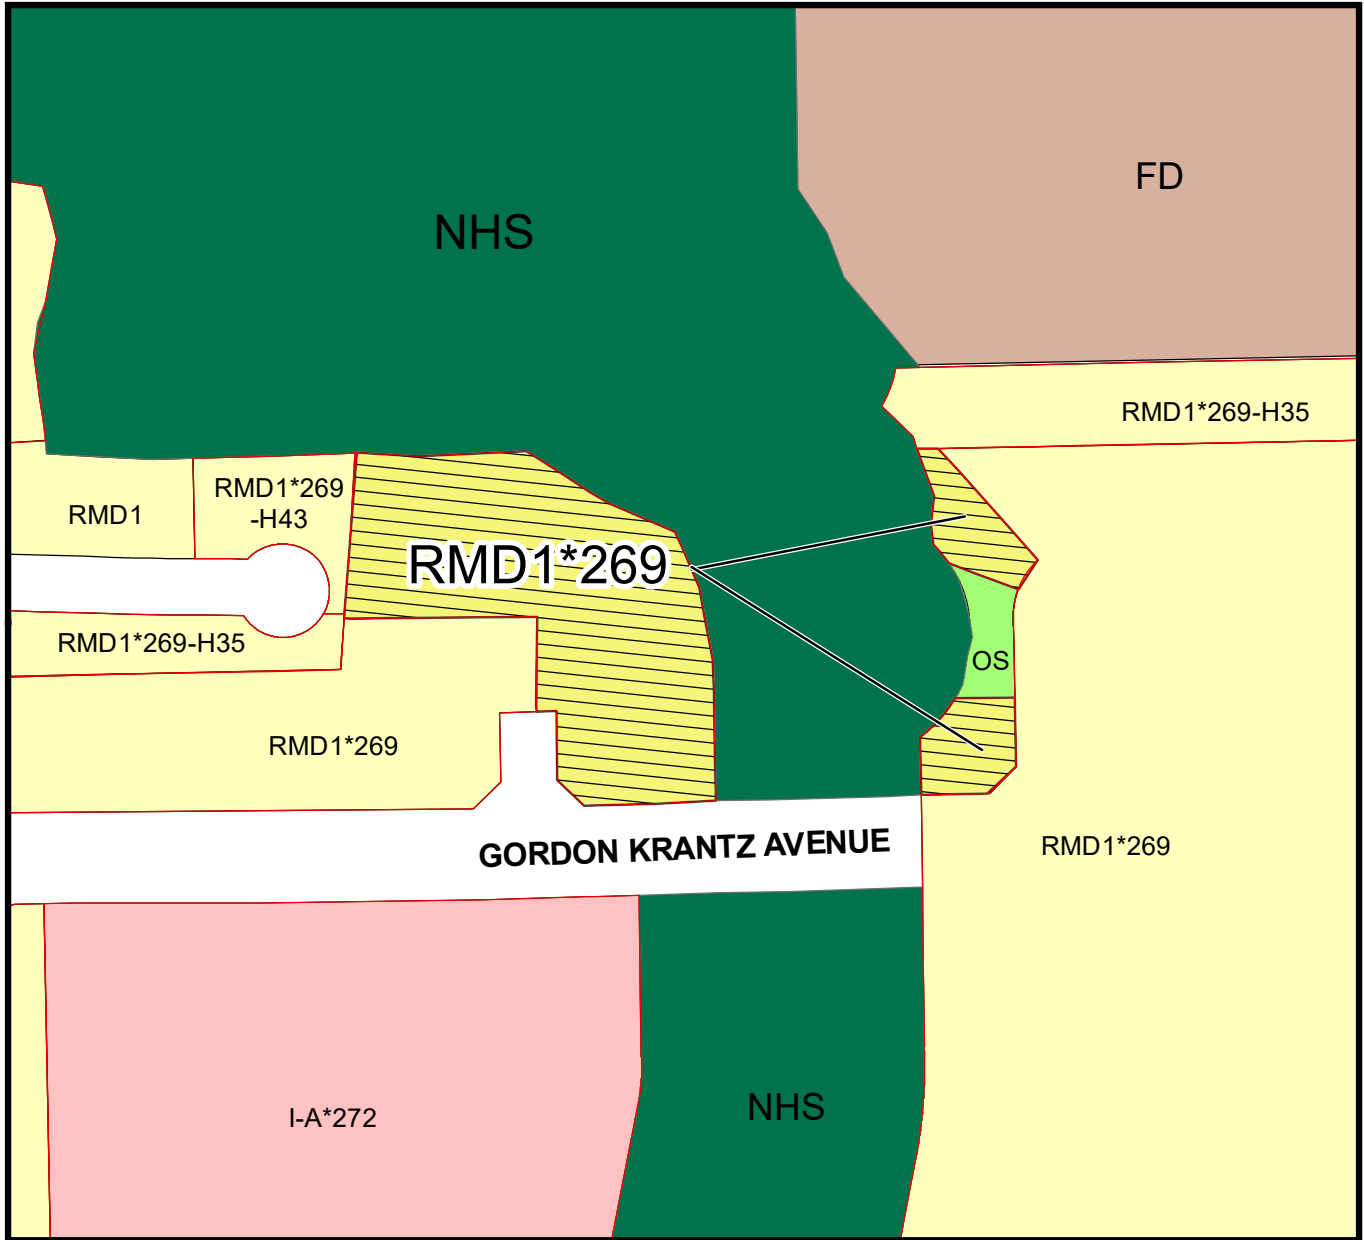 FD
NHS
RMD1*269-H35
RMD1*269
-H43
RMD1
RMD1*269
RMD1*269-H35
OS
RMD1*269
GORDON KRANTZ AVENUE
RMD1*269
NHS
I-A*272